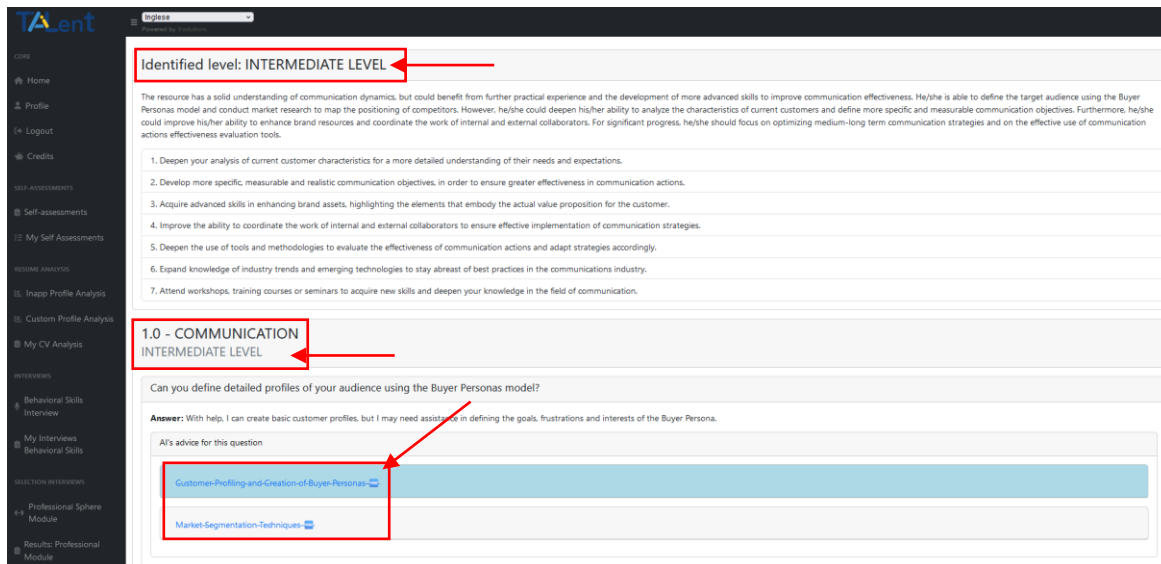 TALent
Inglese
Powered by
CORE
Home
Profile
Logout
Credits
SELF-ASSESSMENTS
Self-assessments
My Self Assessments
RESUME ANALYSIS
Inapp Profile Analysis
Custom Profile Analysis
My CV Analysis
INTERVIEWS
Behavioral Skills
Interview
My Interviews
Behavioral Skills
SELECTION INTERVIEWS
Professional Sphere
Module
Results: Professional
Module
Identified level: INTERMEDIATE LEVEL
The resource has a solid understanding of communication dynamics, but could benefit from further practical experience and the development of more advanced skills to improve communication effectiveness. He/she is able to define the target audience using the Buyer
Personas model and conduct market research to map the positioning of competitors. However, he/she could deepen his/her ability to analyze the characteristics of current customers and define more specific and measurable communication objectives. Furthermore, he/she
could improve his/her ability to enhance brand resources and coordinate the work of internal and external collaborators. For significant progress, he/she should focus on optimizing medium-long term communication strategies and on the effective use of communication
actions effectiveness evaluation tools.
1. Deepen your analysis of current customer characteristics for a more detailed understanding of their needs and expectations.
2. Develop more specific, measurable and realistic communication objectives, in order to ensure greater effectiveness in communication actions.
3. Acquire advanced skills in enhancing brand assets, highlighting the elements that embody the actual value proposition for the customer.
4. Improve the ability to coordinate the work of internal and external collaborators to ensure effective implementation of communication strategies.
5. Deepen the use of tools and methodologies to evaluate the effectiveness of communication actions and adapt strategies accordingly.
6. Expand knowledge of industry trends and emerging technologies to stay abreast of best practices in the communications industry.
7. Attend workshops, training courses or seminars to acquire new skills and deepen your knowledge in the field of communication.
1.0 - COMMUNICATION
INTERMEDIATE LEVEL
Can you define detailed profiles of your audience using the Buyer Personas model?
Answer: With help, I can create basic customer profiles, but I may need assistance in defining the goals, frustrations and interests of the Buyer Persona.
AI's advice for this question
Customer-Profiling-and-Creation-of-Buyer-Personas-
Market-Segmentation-Techniques-